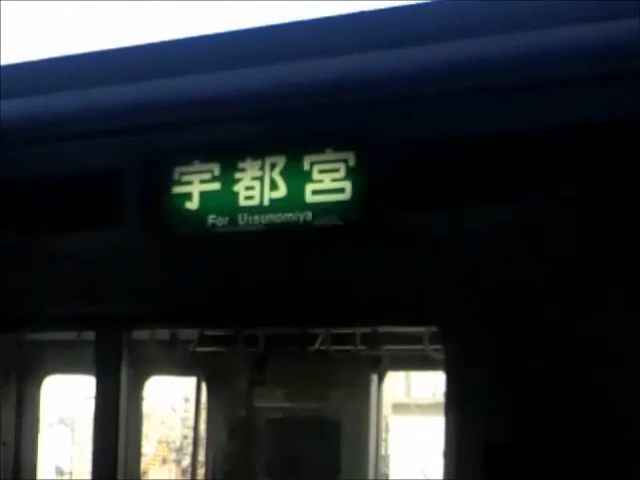 宇都宮
For Utsunomiya